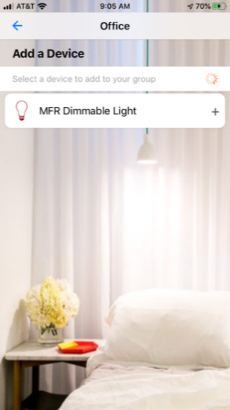 AT&T 9:05 AM 70%
Office
Add a Device
Select a device to add to your group
MFR Dimmable Light +